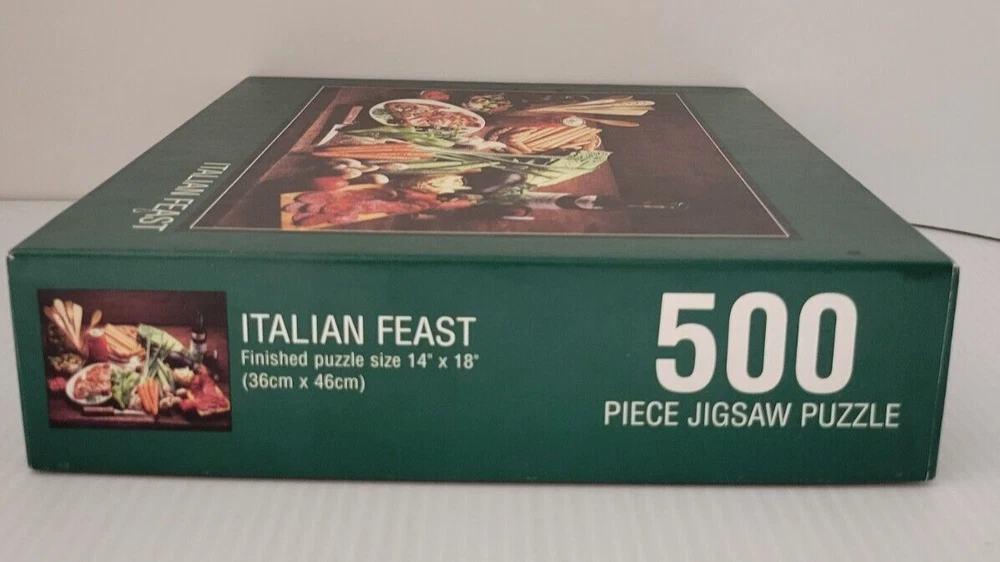 ITALIAN FEAST
ITALIAN FEAST
Finished puzzle size 14" x 18"
(36cm x 46cm)
500
PIECE JIGSAW PUZZLE